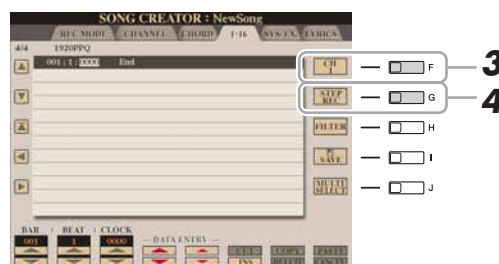 SONG CREATOR : NewSong
REC MODE CHANNEL CHORD 1-16 SYS/EX. LYRICS
4/4 1920PPQ
001 : 1 : 0000 End
CH 1 F 3
STEP REC G 4
FILTER H
SAVE I
MULTI SELECT J
BAR : BEAT : CLOCK
001 1 0000 DATA ENTRY
CUT COPY PASTE
INS DELETE CANCEL